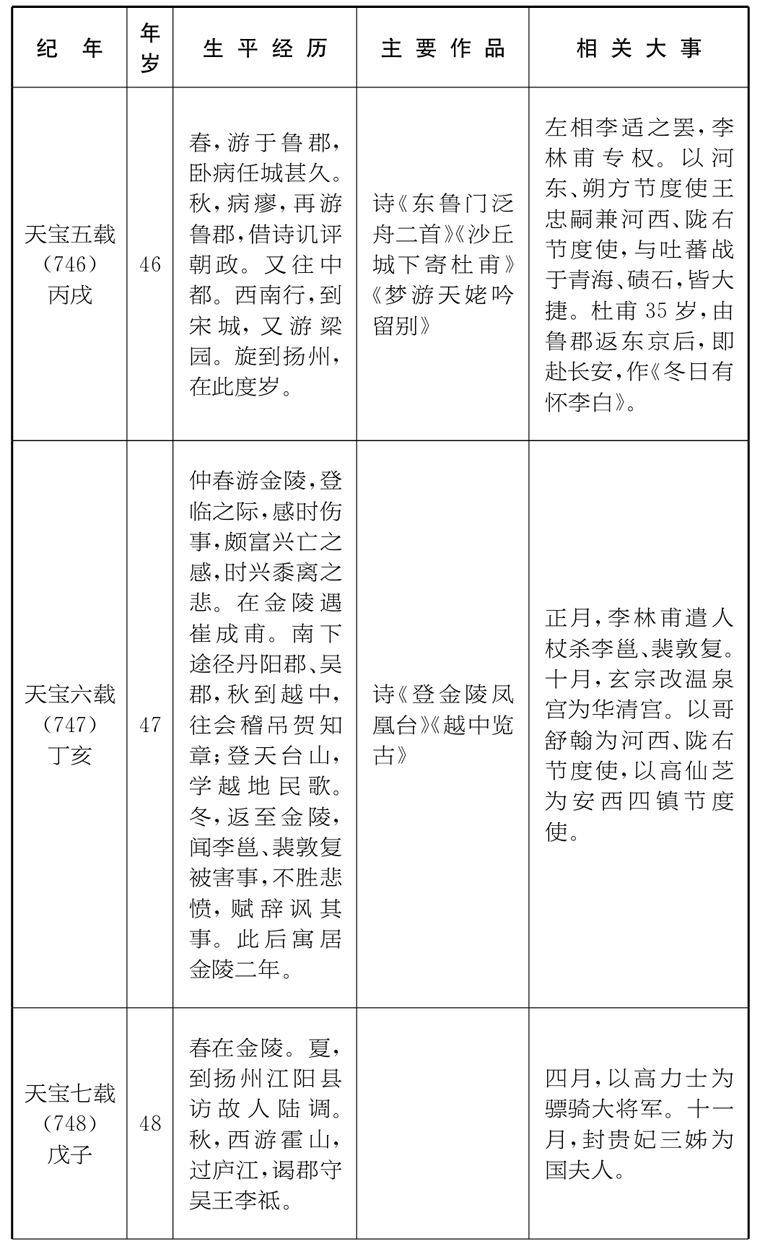 纪年
年岁
生平经历
主要作品
相关大事
天宝五载
（746）
丙戌
46
春，游于鲁郡，
卧病任城甚久。
秋，病瘳，再游
鲁郡，借诗讥评
朝政。又往中
都。西南行，到
宋城，又游梁
园。旋到扬州，
在此度岁。
诗《东鲁门泛
舟二首》《沙丘
城下寄杜甫》
《梦游天姥吟
留别》
左相李适之罢，李
林甫专权。以河
东、朔方节度使王
忠嗣兼河西、陇右
节度使，与吐蕃战
于青海、碛石，皆大
捷。杜甫35岁，由
鲁郡返东京后，即
赴长安，作《冬日有
怀李白》。
天宝六载
（747）
丁亥
47
仲春游金陵，登
临之际，感时伤
事，颇富兴亡之
感，时兴黍离之
悲。在金陵遇
崔成甫。南下
途径丹阳郡、吴
郡，秋到越中，
往会稽吊贺知
章；登天台山，
学越地民歌。
冬，返至金陵，
闻李邕、裴敦复
被害事，不胜悲
愤，赋辞讽其
事。此后寓居
金陵二年。
诗《登金陵凤
凰台》《越中览
古》
正月，李林甫遣人
杖杀李邕、裴敦复。
十月，玄宗改温泉
宫为华清宫。以哥
舒翰为河西、陇右
节度使，以高仙芝
为安西四镇节度
使。
天宝七载
（748）
戊子
48
春在金陵。夏，
到扬州江阳县
访故人陆调。
秋，西游霍山，
过庐江，谒郡守
吴王李祗。
四月，以高力士为
骠骑大将军。十一
月，封贵妃三姊为
国夫人。